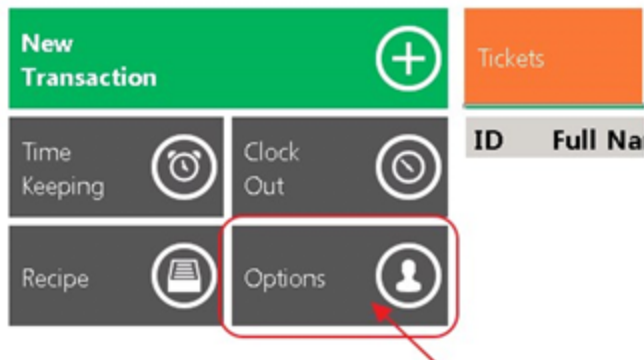 New
Transaction
Tickets
ID Full Na
Time
Keeping
Clock
Out
Recipe
Options